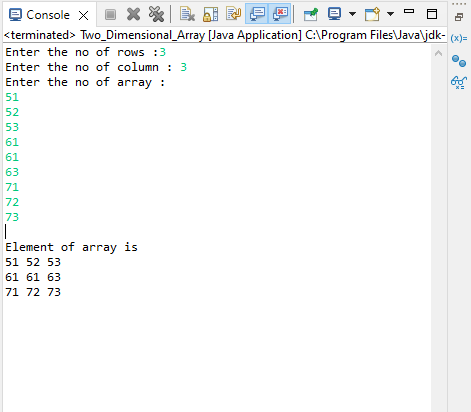 Console
<terminated> Two_Dimensional_Array [Java Application] C:\Program Files\Java\jdk-
Enter the no of rows :3
Enter the no of column : 3
Enter the no of array :
51
52
53
61
61
63
71
72
73
Element of array is
51 52 53
61 61 63
71 72 73
(x)=